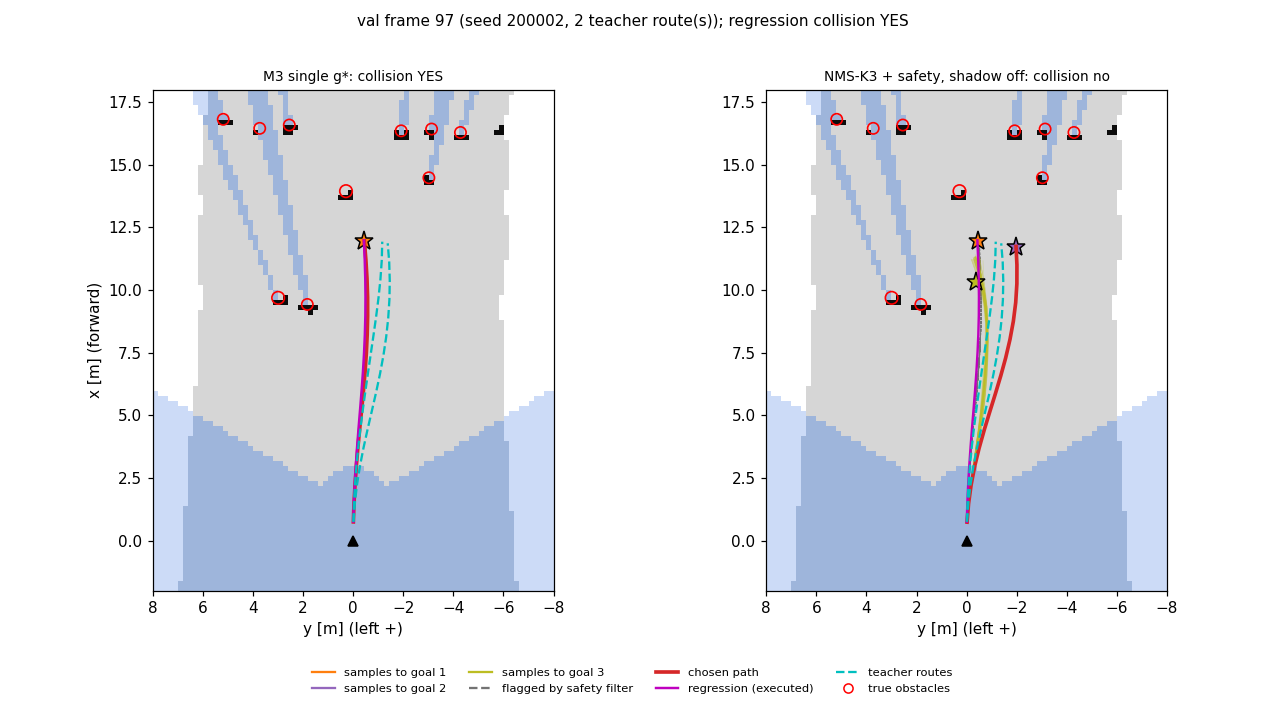 val frame 97 (seed 200002, 2 teacher route(s)); regression collision YES
M3 single g*: collision YES
NMS-K3 + safety, shadow off: collision no
17.5
15.0
12.5
10.0
7.5
5.0
2.5
0.0
x [m] (forward)
8 6 4 2 0 −2 −4 −6 −8
y [m] (left +)
17.5
15.0
12.5
10.0
7.5
5.0
2.5
0.0
8 6 4 2 0 −2 −4 −6 −8
y [m] (left +)
samples to goal 1
samples to goal 2
samples to goal 3
flagged by safety filter
chosen path
regression (executed)
teacher routes
true obstacles